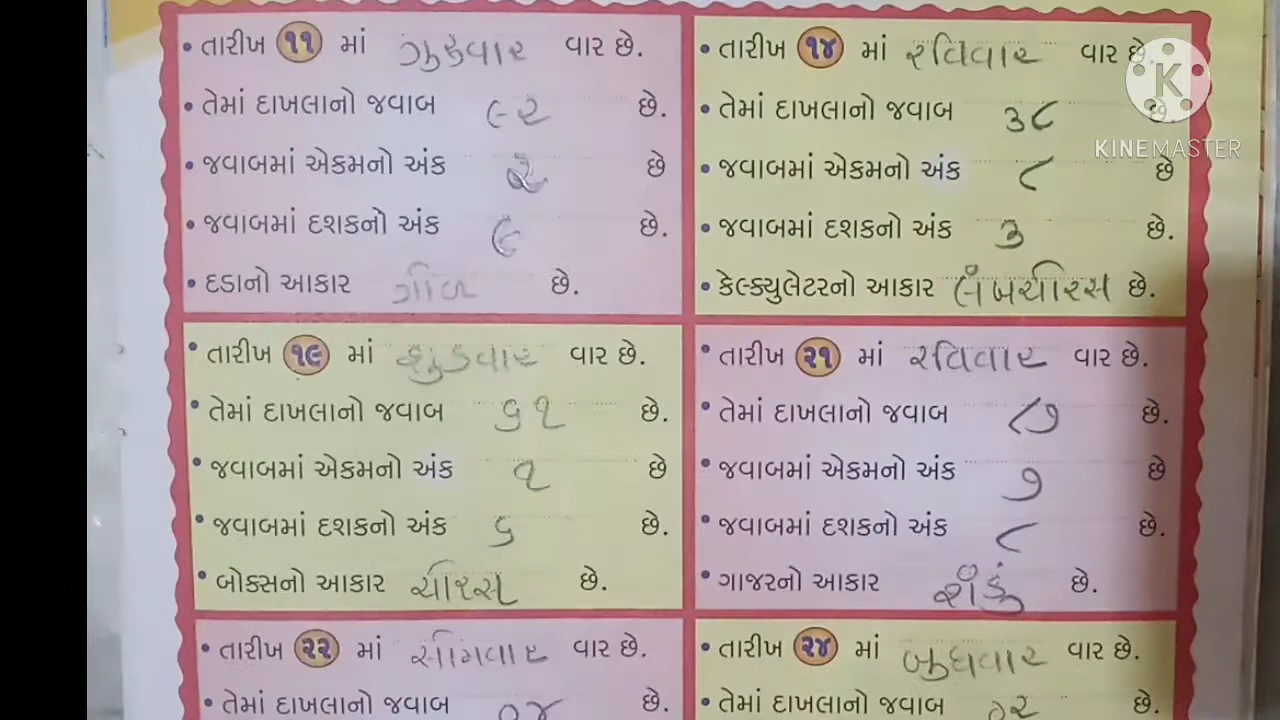 • તારીખ ૧૧ માં ગુરુવાર વાર છે.
• તેમાં દાખલાનો જવાબ ૯૨ છે.
• જવાબમાં એકમનો અંક ૨ છે
• જવાબમાં દશકનો અંક ૯ છે.
• દડાનો આકાર ગોળ છે.
• તારીખ ૧૪ માં રવિવાર વાર છે.
• તેમાં દાખલાનો જવાબ ૩૮ છે.
• જવાબમાં એકમનો અંક ૮ છે
• જવાબમાં દશકનો અંક ૩ છે.
• કેલ્ક્યુલેટરનો આકાર લંબચોરસ છે.
KINEMASTER
• તારીખ ૧૯ માં શુક્રવાર વાર છે.
• તેમાં દાખલાનો જવાબ ૬૧ છે.
• જવાબમાં એકમનો અંક ૧ છે
• જવાબમાં દશકનો અંક ૬ છે.
• બોક્સનો આકાર ચોરસ છે.
• તારીખ ૨૧ માં રવિવાર વાર છે.
• તેમાં દાખલાનો જવાબ ૮૭ છે.
• જવાબમાં એકમનો અંક ૭ છે
• જવાબમાં દશકનો અંક ૮ છે.
• ગાજરનો આકાર શંકુ છે.
• તારીખ ૨૨ માં સોમવાર વાર છે.
• તેમાં દાખલાનો જવાબ છે.
• તારીખ ૨૪ માં બુધવાર વાર છે.
• તેમાં દાખલાનો જવાબ છે.